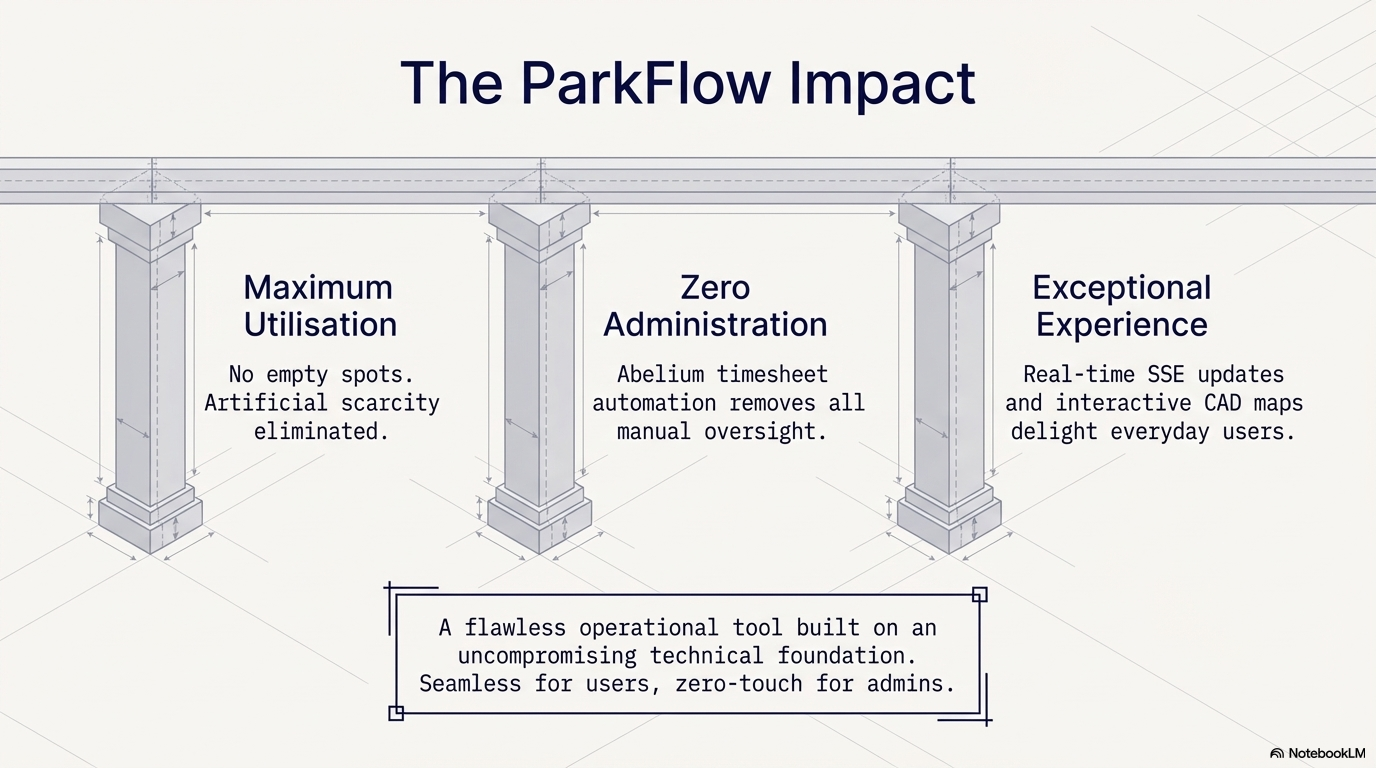 The ParkFlow Impact
Maximum
Utilisation
No empty spots.
Artificial scarcity
eliminated.
Zero
Administration
Abelium timesheet
automation removes all
manual oversight.
Exceptional
Experience
Real-time SSE updates
and interactive CAD maps
delight everyday users.
A flawless operational tool built on an
uncompromising technical foundation.
Seamless for users, zero-touch for admins.
NotebookLM